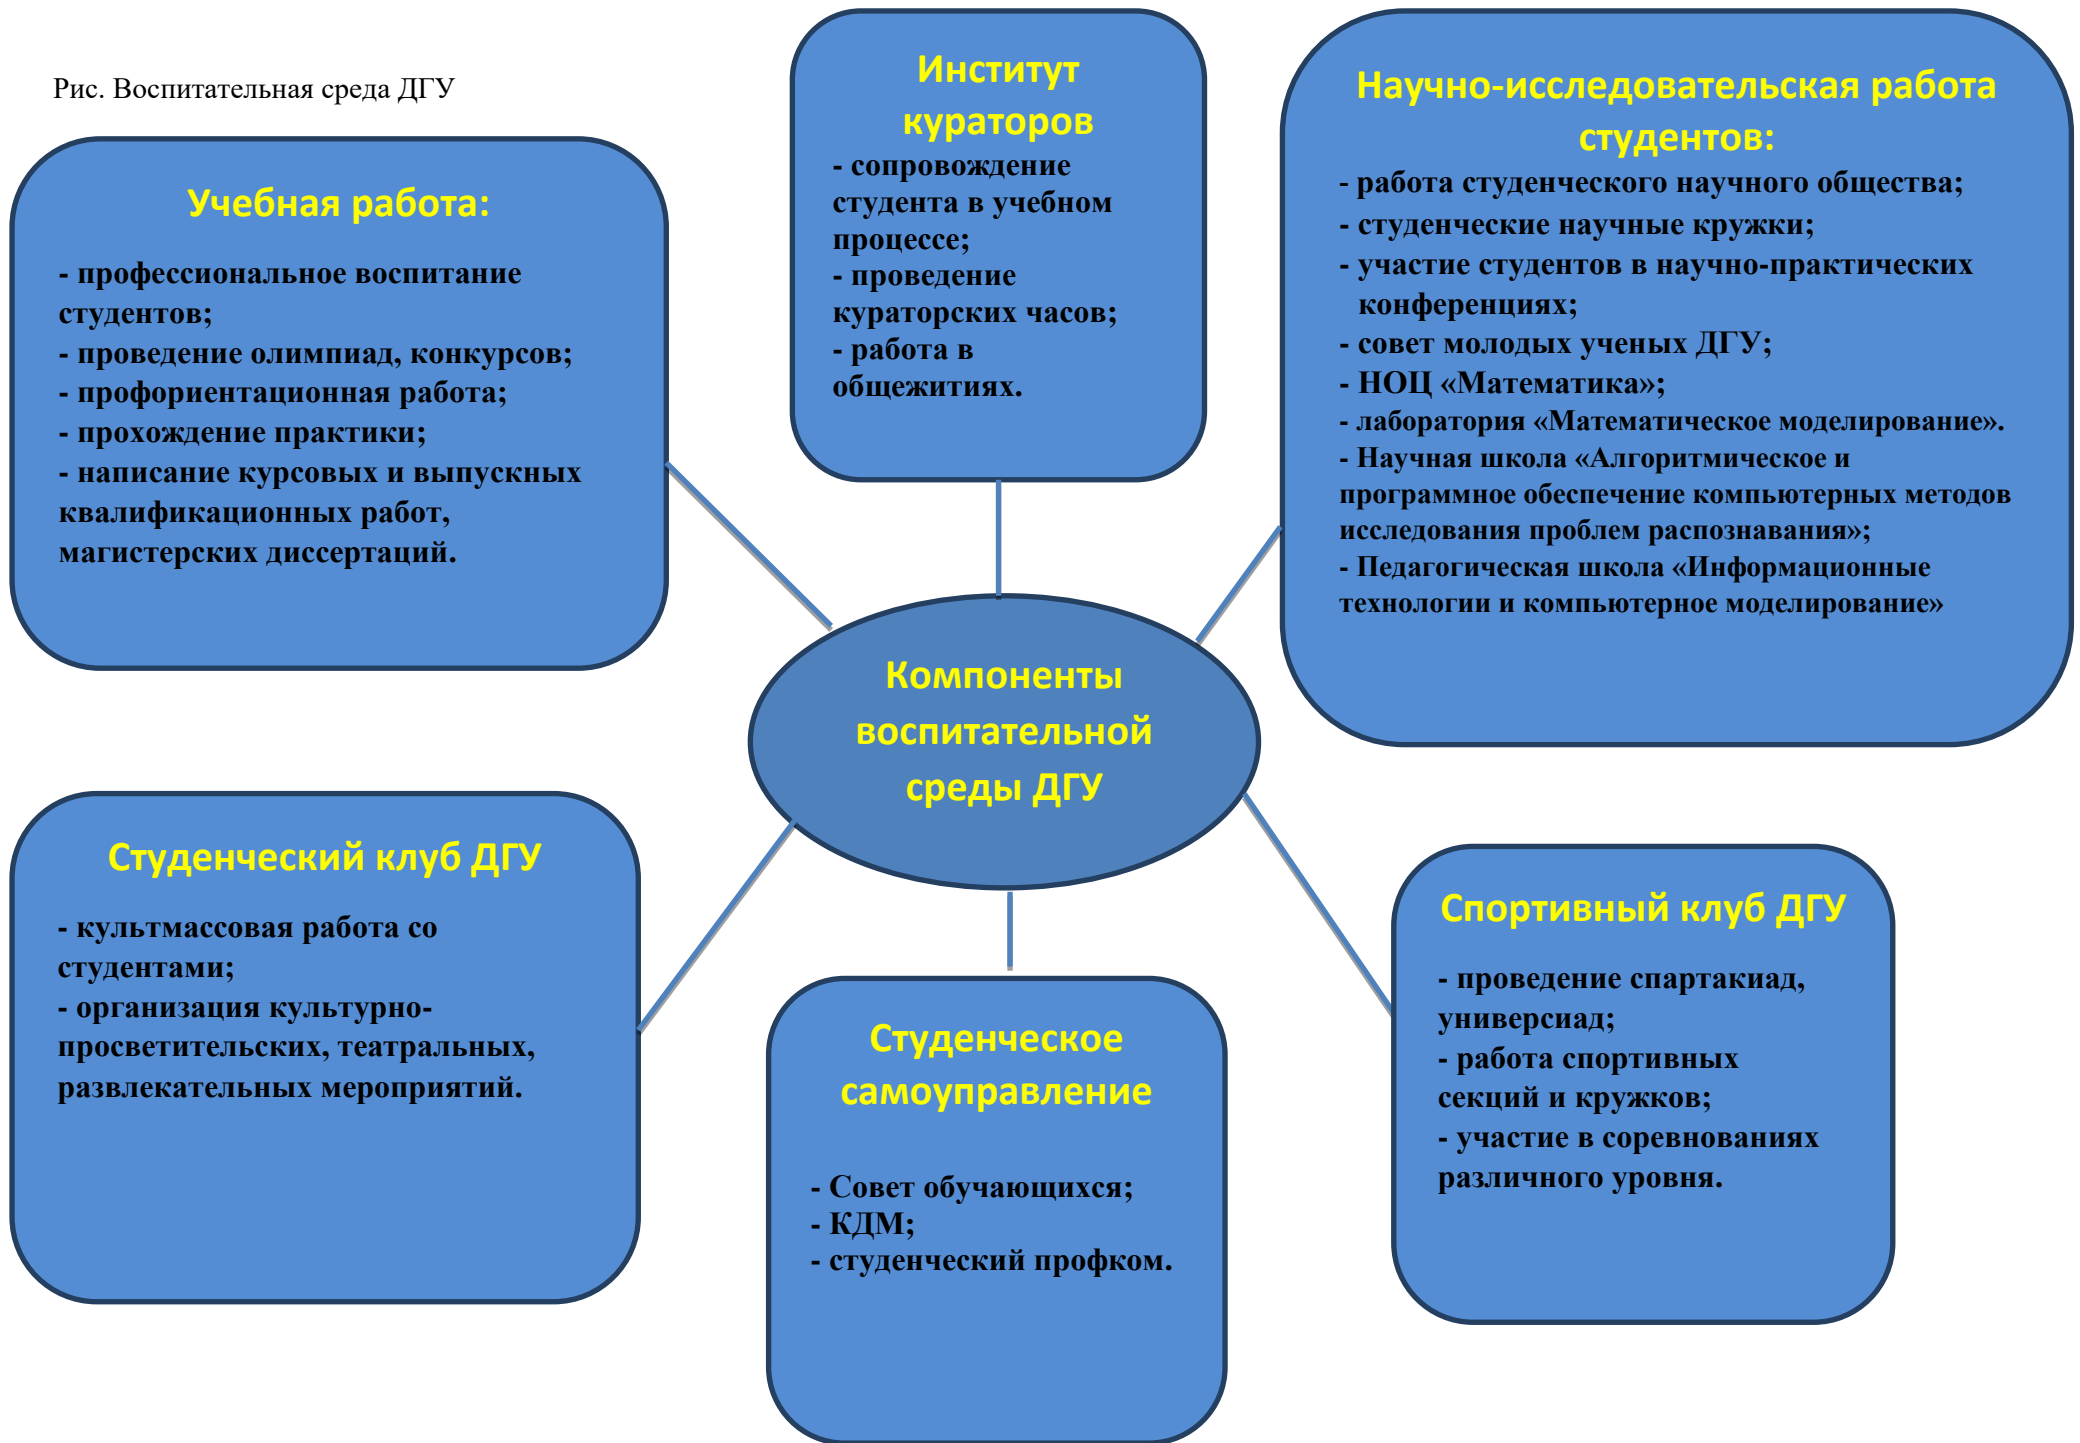 Рис. Воспитательная среда ДГУ
Учебная работа:
- профессиональное воспитание
студентов;
- проведение олимпиад, конкурсов;
- профориентационная работа;
- прохождение практики;
- написание курсовых и выпускных
квалификационных работ,
магистерских диссертаций.
Институт
кураторов
- сопровождение
студента в учебном
процессе;
- проведение
кураторских часов;
- работа в
общежитиях.
Научно-исследовательская работа
студентов:
- работа студенческого научного общества;
- студенческие научные кружки;
- участие студентов в научно-практических
конференциях;
- совет молодых ученых ДГУ;
- НОЦ «Математика»;
- лаборатория «Математическое моделирование».
- Научная школа «Алгоритмическое и
программное обеспечение компьютерных методов
исследования проблем распознавания»;
- Педагогическая школа «Информационные
технологии и компьютерное моделирование»
Компоненты
воспитательной
среды ДГУ
Студенческий клуб ДГУ
- культмассовая работа со
студентами;
- организация культурно-
просветительских, театральных,
развлекательных мероприятий.
Студенческое
самоуправление
- Совет обучающихся;
- КДМ;
- студенческий профком.
Спортивный клуб ДГУ
- проведение спартакиад,
универсиад;
- работа спортивных
секций и кружков;
- участие в соревнованиях
различного уровня.